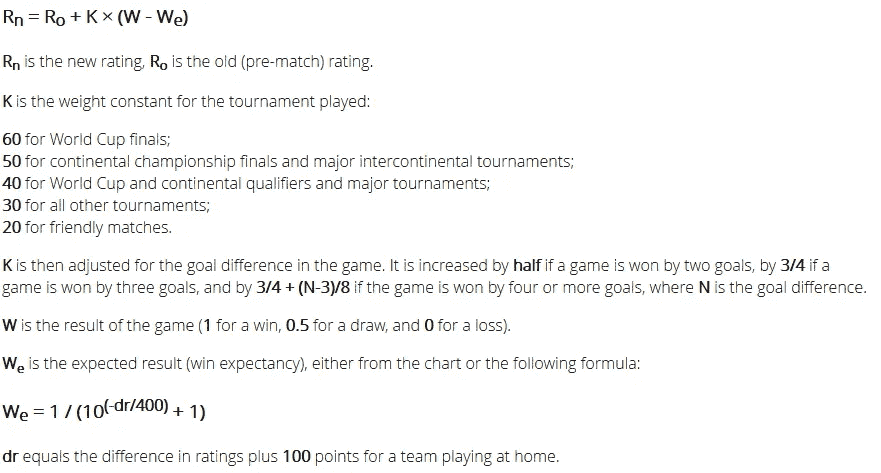 Rn = Ro + K × (W - We)
Rn is the new rating, Ro is the old (pre-match) rating.
K is the weight constant for the tournament played:
60 for World Cup finals;
50 for continental championship finals and major intercontinental tournaments;
40 for World Cup and continental qualifiers and major tournaments;
30 for all other tournaments;
20 for friendly matches.
K is then adjusted for the goal difference in the game. It is increased by half if a game is won by two goals, by 3/4 if a
game is won by three goals, and by 3/4 + (N-3)/8 if the game is won by four or more goals, where N is the goal difference.
W is the result of the game (1 for a win, 0.5 for a draw, and 0 for a loss).
We is the expected result (win expectancy), either from the chart or the following formula:
We = 1 / (10(-dr/400) + 1)
dr equals the difference in ratings plus 100 points for a team playing at home.